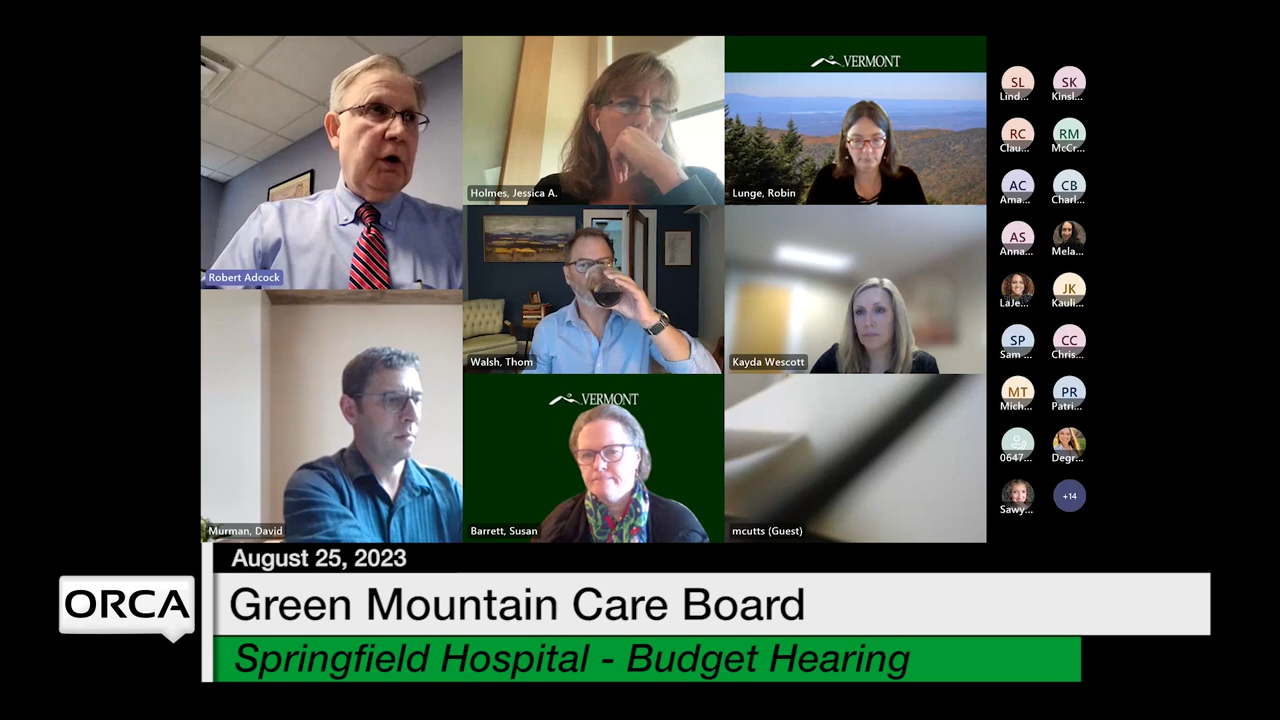 VERMONT
Robert Adcock
Holmes, Jessica A.
Lunge, Robin
Walsh, Thom
Kayda Wescott
VERMONT
Murman, David
Barrett, Susan
mcutts (Guest)
SL
Lind...
SK
Kinsl...
RC
Clau...
RM
McCr...
AC
Ama...
CB
Charl...
AS
Anna...
Mela...
LaJe...
JK
Kauli...
SP
Sam ...
CC
Chris...
MT
Mich...
PR
Patri...
0647...
Degr...
Sawy...
+14
August 25, 2023
ORCA
Green Mountain Care Board
Springfield Hospital - Budget Hearing